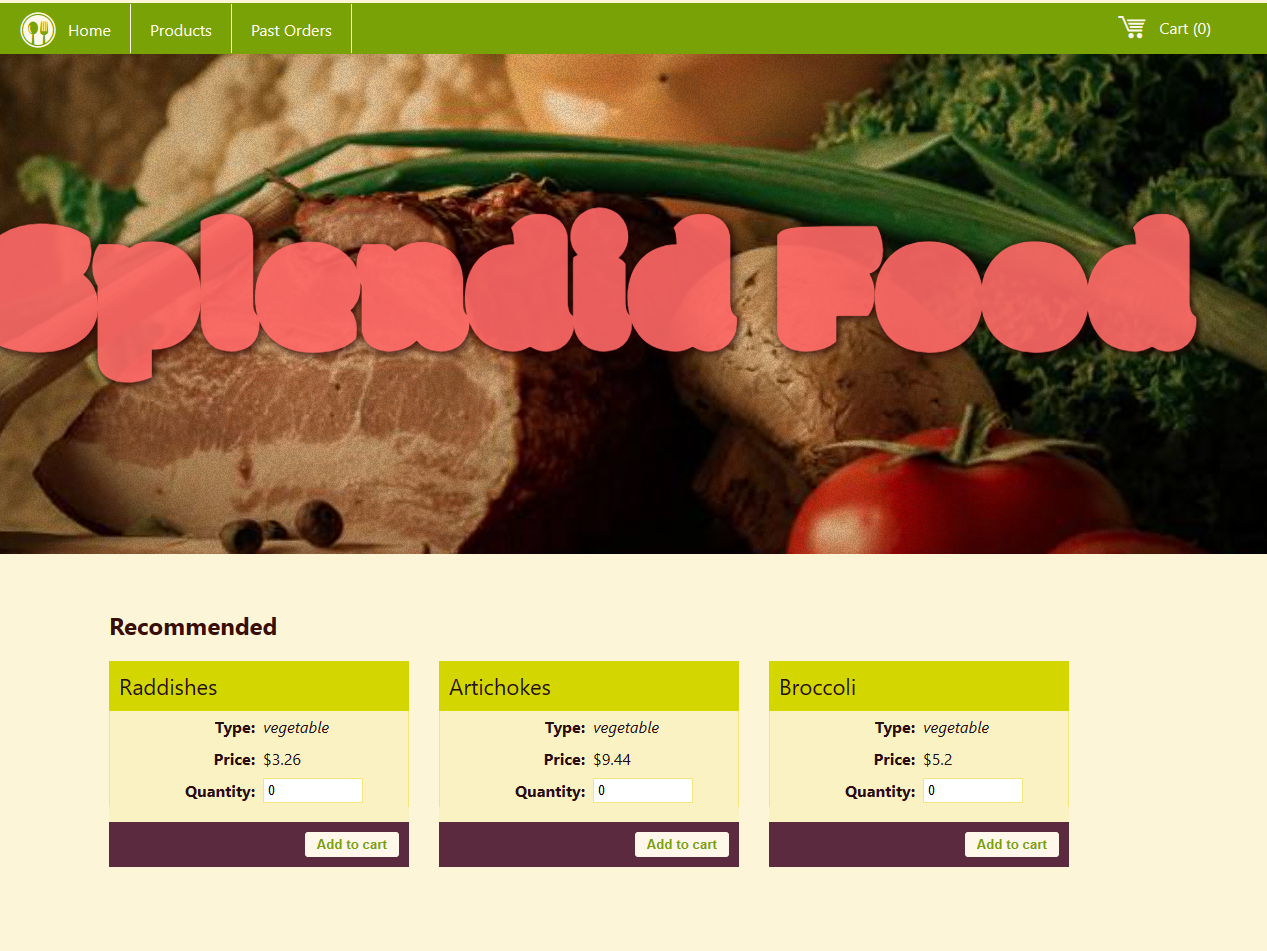 Home Products Past Orders Cart (0)
Splendid Food
Recommended
Raddishes Artichokes Broccoli
Type: vegetable Type: vegetable Type: vegetable
Price: $3.26 Price: $9.44 Price: $5.2
Quantity: 0 Quantity: 0 Quantity: 0
Add to cart Add to cart Add to cart